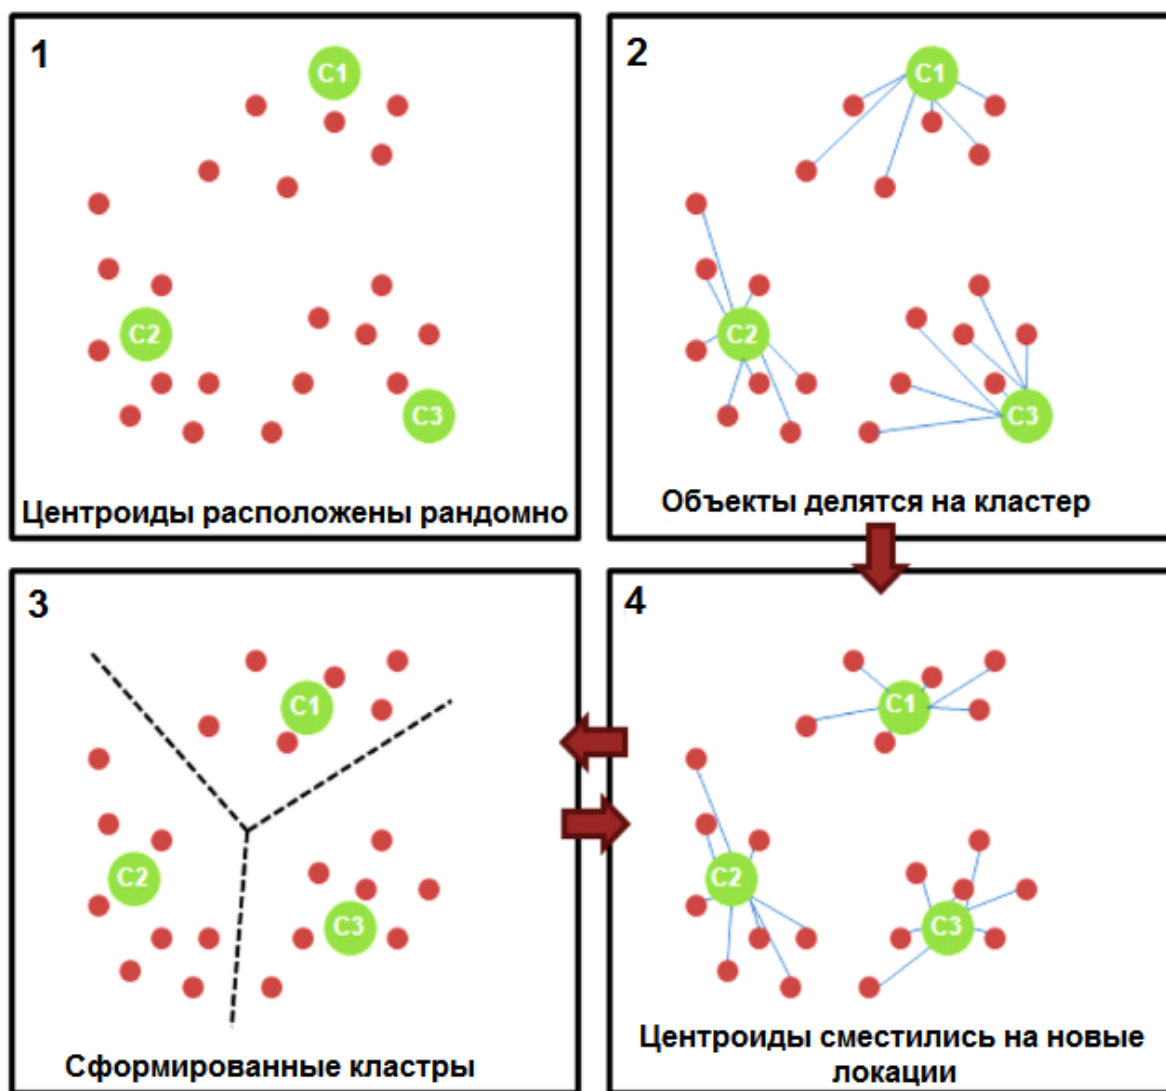 1
C1
C2
C3
Центроиды расположены рандомно
2
C1
C2
C3
Объекты делятся на кластер
3
C1
C2
C3
Сформированные кластры
4
C1
C2
C3
Центроиды сместились на новые
локации